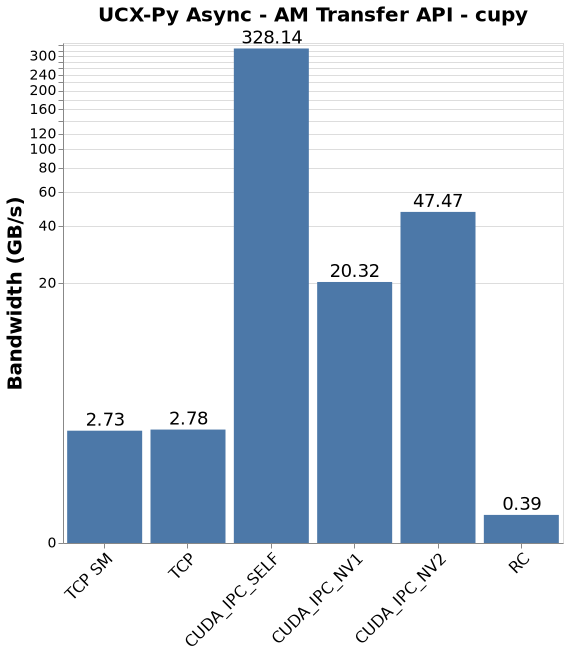 UCX-Py Async - AM Transfer API - cupy
328.14
300
240
200
160
120
100
80
60
40
20
0
Bandwidth (GB/s)
47.47
20.32
2.73
2.78
0.39
TCP SM
TCP
CUDA_IPC_SELF
CUDA_IPC_NV1
CUDA_IPC_NV2
RC